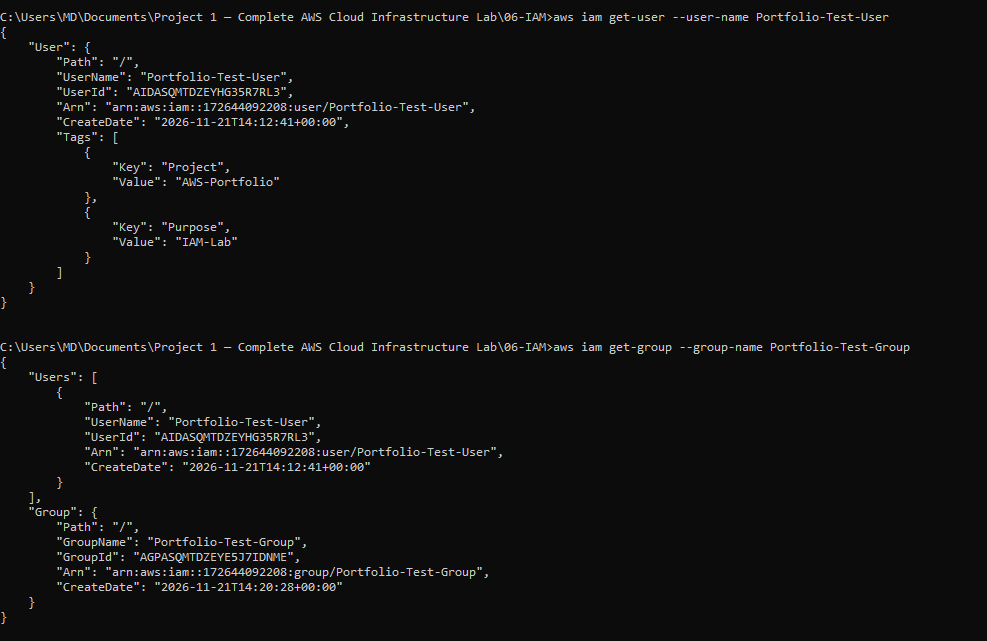 C:\Users\MD\Documents\Project 1 — Complete AWS Cloud Infrastructure Lab\06-IAM>aws iam get-user --user-name Portfolio-Test-User
{
    "User": {
        "Path": "/",
        "UserName": "Portfolio-Test-User",
        "UserId": "AIDASQMTDZEYHG35R7RL3",
        "Arn": "arn:aws:iam::172644092208:user/Portfolio-Test-User",
        "CreateDate": "2026-11-21T14:12:41+00:00",
        "Tags": [
            {
                "Key": "Project",
                "Value": "AWS-Portfolio"
            },
            {
                "Key": "Purpose",
                "Value": "IAM-Lab"
            }
        ]
    }
}
C:\Users\MD\Documents\Project 1 — Complete AWS Cloud Infrastructure Lab\06-IAM>aws iam get-group --group-name Portfolio-Test-Group
{
    "Users": [
        {
            "Path": "/",
            "UserName": "Portfolio-Test-User",
            "UserId": "AIDASQMTDZEYHG35R7RL3",
            "Arn": "arn:aws:iam::172644092208:user/Portfolio-Test-User",
            "CreateDate": "2026-11-21T14:12:41+00:00"
        }
    ],
    "Group": {
        "Path": "/",
        "GroupName": "Portfolio-Test-Group",
        "GroupId": "AGPASQMTDZEYE5J7IDNME",
        "Arn": "arn:aws:iam::172644092208:group/Portfolio-Test-Group",
        "CreateDate": "2026-11-21T14:20:28+00:00"
    }
}